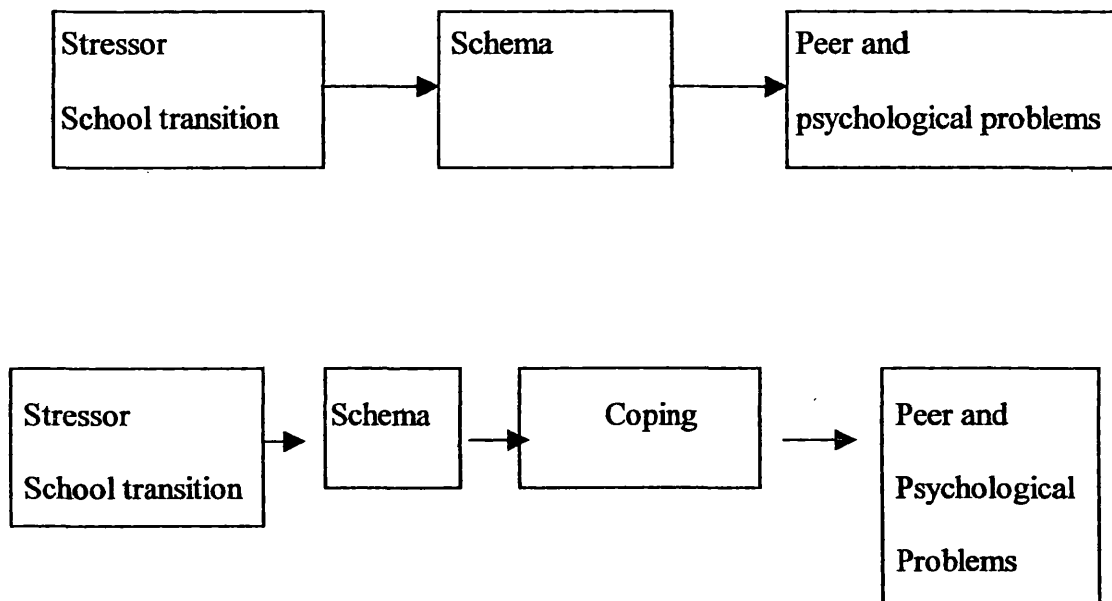 Stressor
School transition
Schema
Peer and
psychological problems
Stressor
School transition
Schema
Coping
Peer and
Psychological
Problems